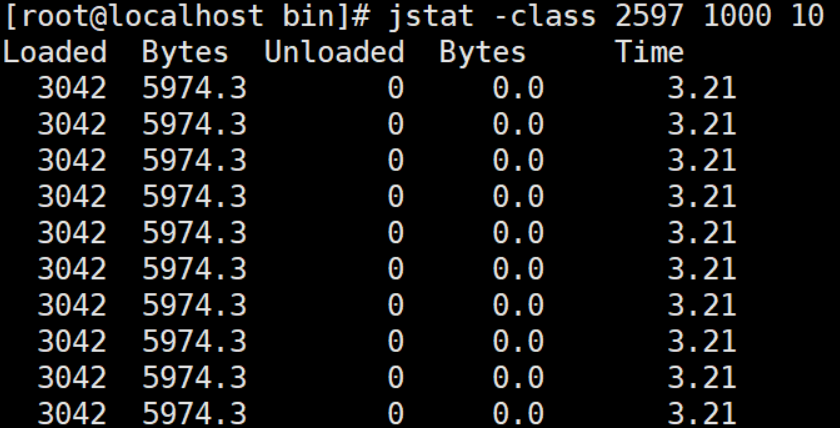 [root@localhost bin]# jstat -class 2597 1000 10
Loaded  Bytes  Unloaded  Bytes     Time
  3042  5974.3        0     0.0       3.21
  3042  5974.3        0     0.0       3.21
  3042  5974.3        0     0.0       3.21
  3042  5974.3        0     0.0       3.21
  3042  5974.3        0     0.0       3.21
  3042  5974.3        0     0.0       3.21
  3042  5974.3        0     0.0       3.21
  3042  5974.3        0     0.0       3.21
  3042  5974.3        0     0.0       3.21
  3042  5974.3        0     0.0       3.21